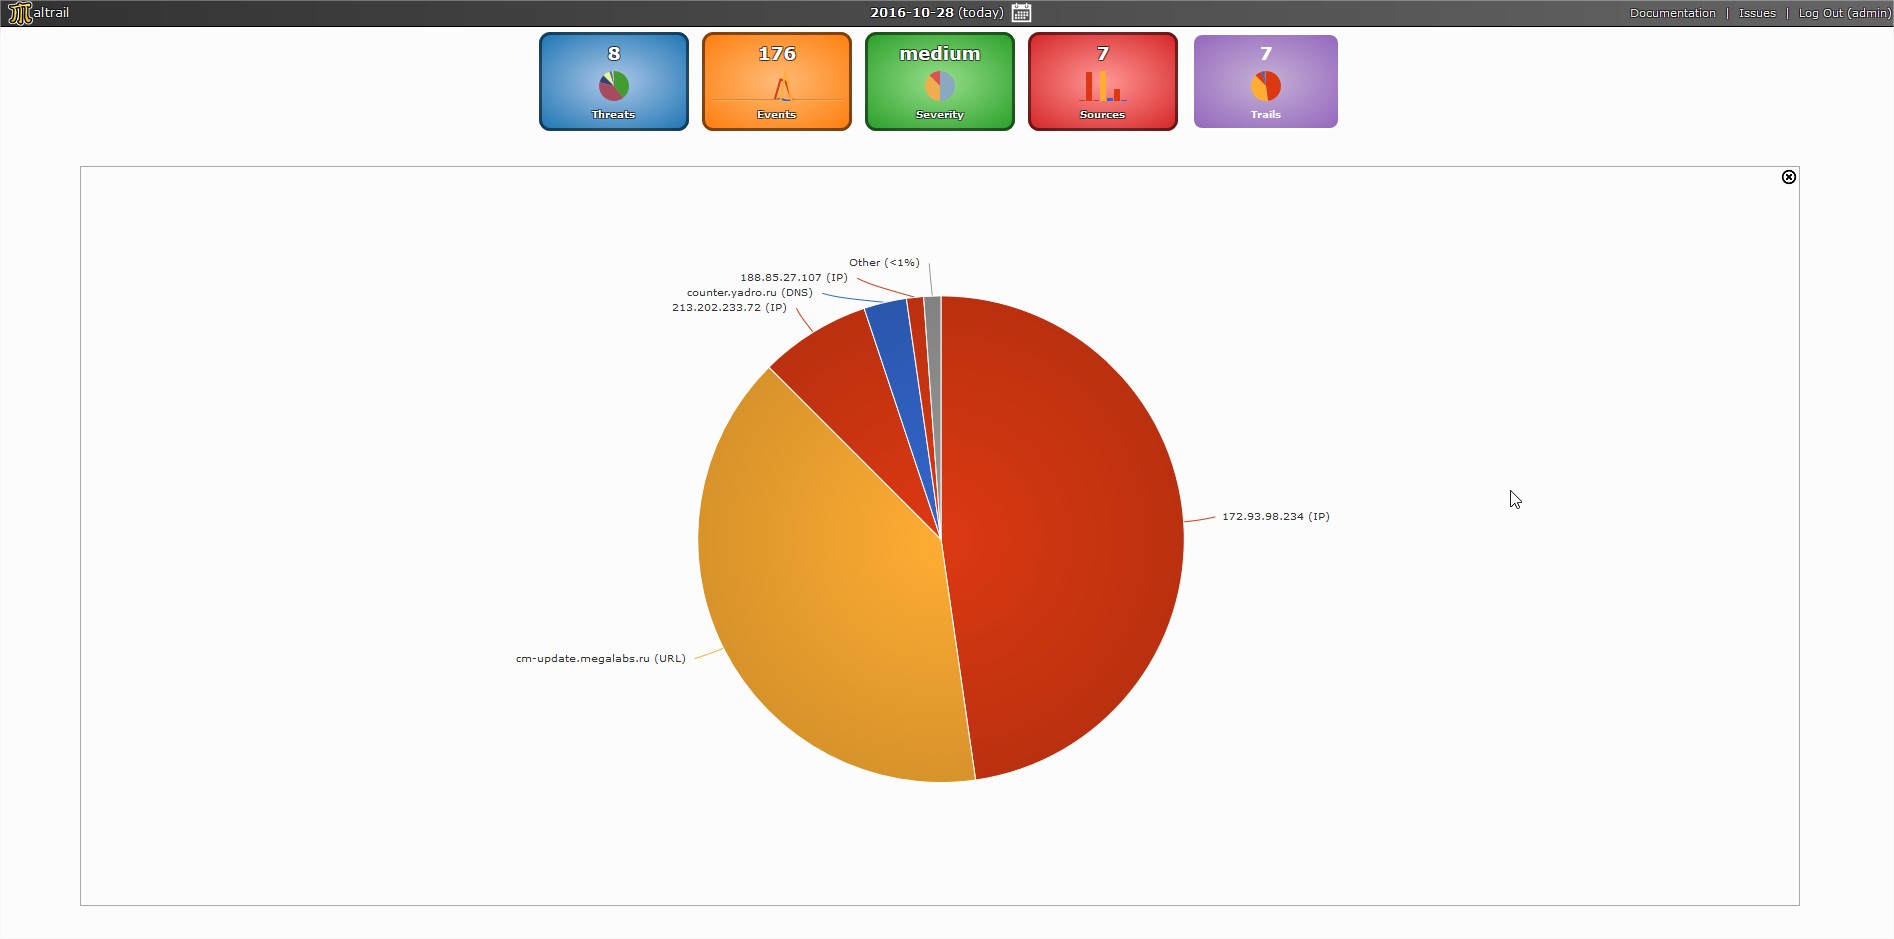 altrail
2016-10-28 (today)
Documentation | Issues | Log Out (admin)
8
Threats
176
Events
medium
Severity
7
Sources
7
Trails
Other (<1%)
188.85.27.107 (IP)
counter.yadro.ru (DNS)
213.202.233.72 (IP)
172.93.98.234 (IP)
cm-update.megalabs.ru (URL)